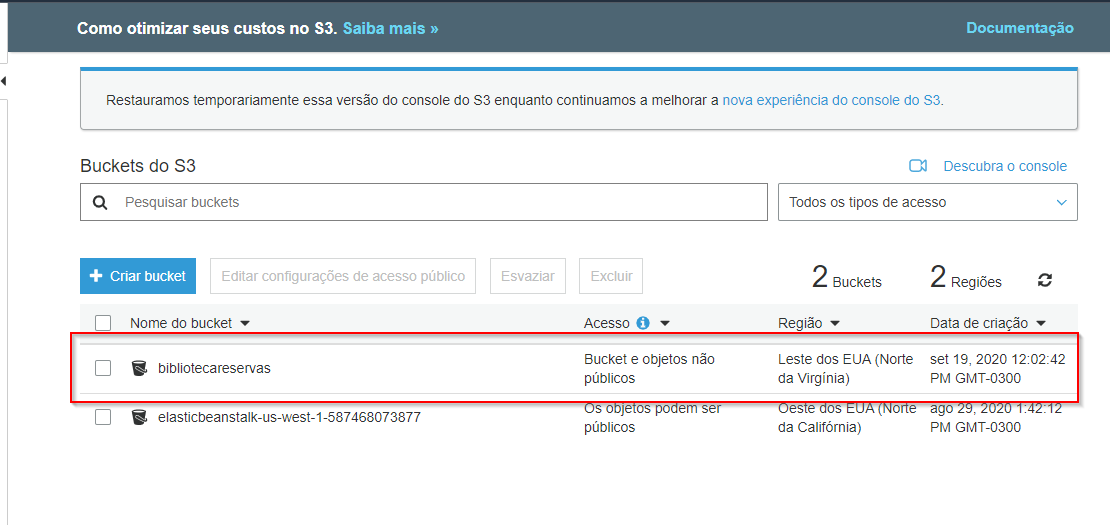 Como otimizar seus custos no S3. Saiba mais »
Documentação
Restauramos temporariamente essa versão do console do S3 enquanto continuamos a melhorar a nova experiência do console do S3.
Buckets do S3
Descubra o console
Pesquisar buckets
Todos os tipos de acesso
Criar bucket
Editar configurações de acesso público
Esvaziar
Excluir
2 Buckets
2 Regiões
Nome do bucket
Acesso
Região
Data de criação
bibliotecareservas
Bucket e objetos não
públicos
Leste dos EUA (Norte
da Virgínia)
set 19, 2020 12:02:42
PM GMT-0300
elasticbeanstalk-us-west-1-587468073877
Os objetos podem ser
públicos
Oeste dos EUA (Norte
da Califórnia)
ago 29, 2020 1:42:12
PM GMT-0300